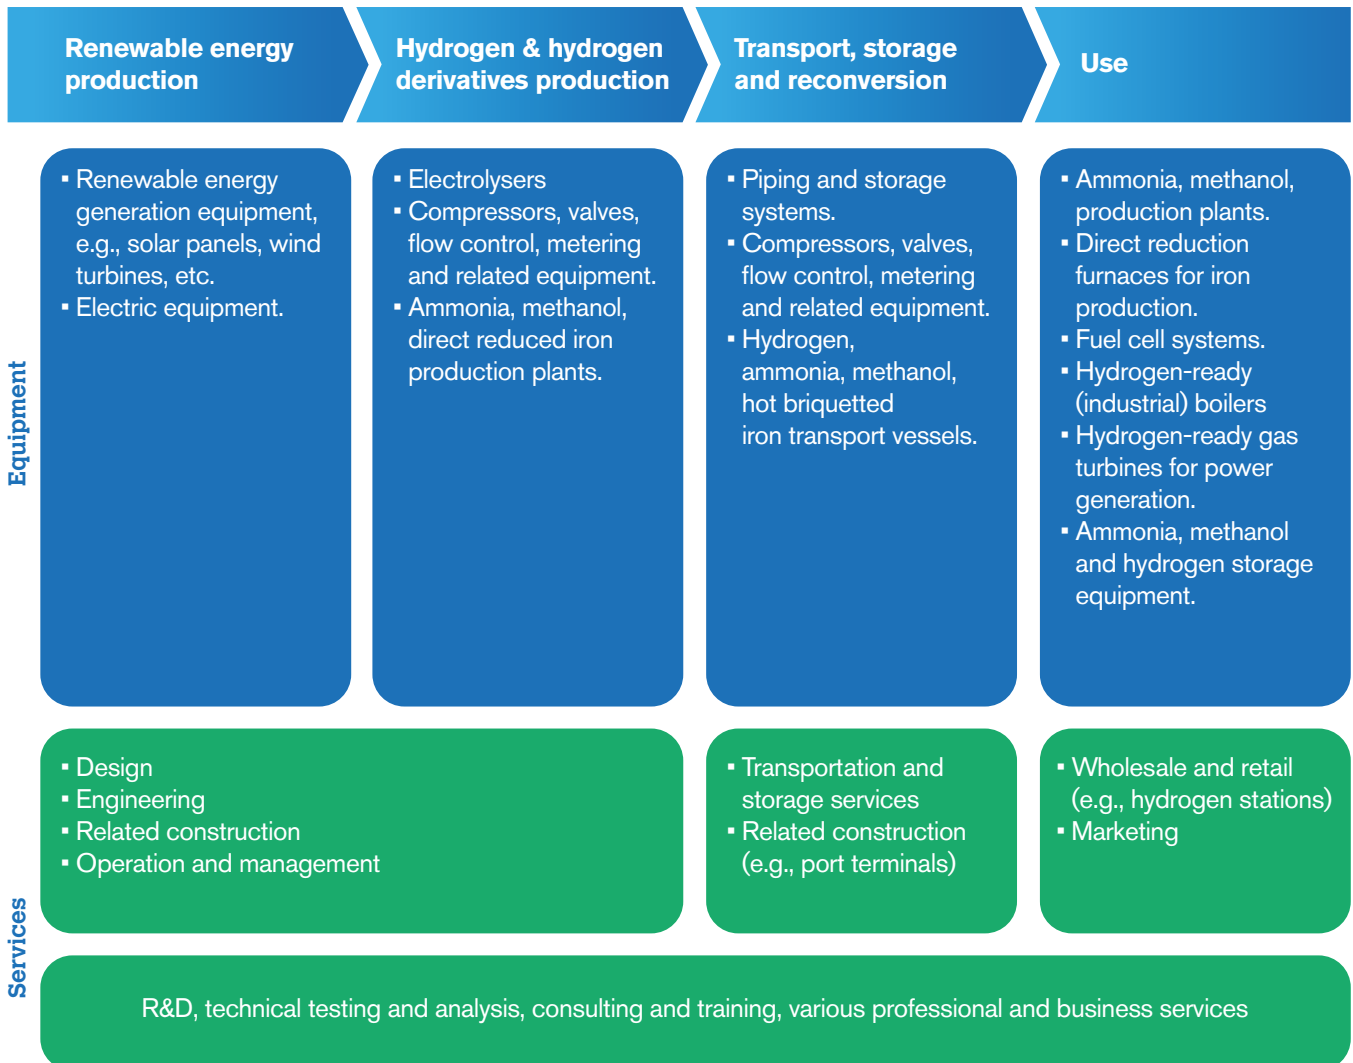 Renewable energy
production
Hydrogen & hydrogen
derivatives production
Transport, storage
and reconversion
Use
Equipment
▪ Renewable energy
generation equipment,
e.g., solar panels, wind
turbines, etc.
▪ Electric equipment.
▪ Electrolysers
▪ Compressors, valves,
flow control, metering
and related equipment.
▪ Ammonia, methanol,
direct reduced iron
production plants.
▪ Piping and storage
systems.
▪ Compressors, valves,
flow control, metering
and related equipment.
▪ Hydrogen,
ammonia, methanol,
hot briquetted
iron transport vessels.
▪ Ammonia, methanol,
production plants.
▪ Direct reduction
furnaces for iron
production.
▪ Fuel cell systems.
▪ Hydrogen-ready
(industrial) boilers
▪ Hydrogen-ready gas
turbines for power
generation.
▪ Ammonia, methanol
and hydrogen storage
equipment.
Services
▪ Design
▪ Engineering
▪ Related construction
▪ Operation and management
▪ Transportation and
storage services
▪ Related construction
(e.g., port terminals)
▪ Wholesale and retail
(e.g., hydrogen stations)
▪ Marketing
R&D, technical testing and analysis, consulting and training, various professional and business services